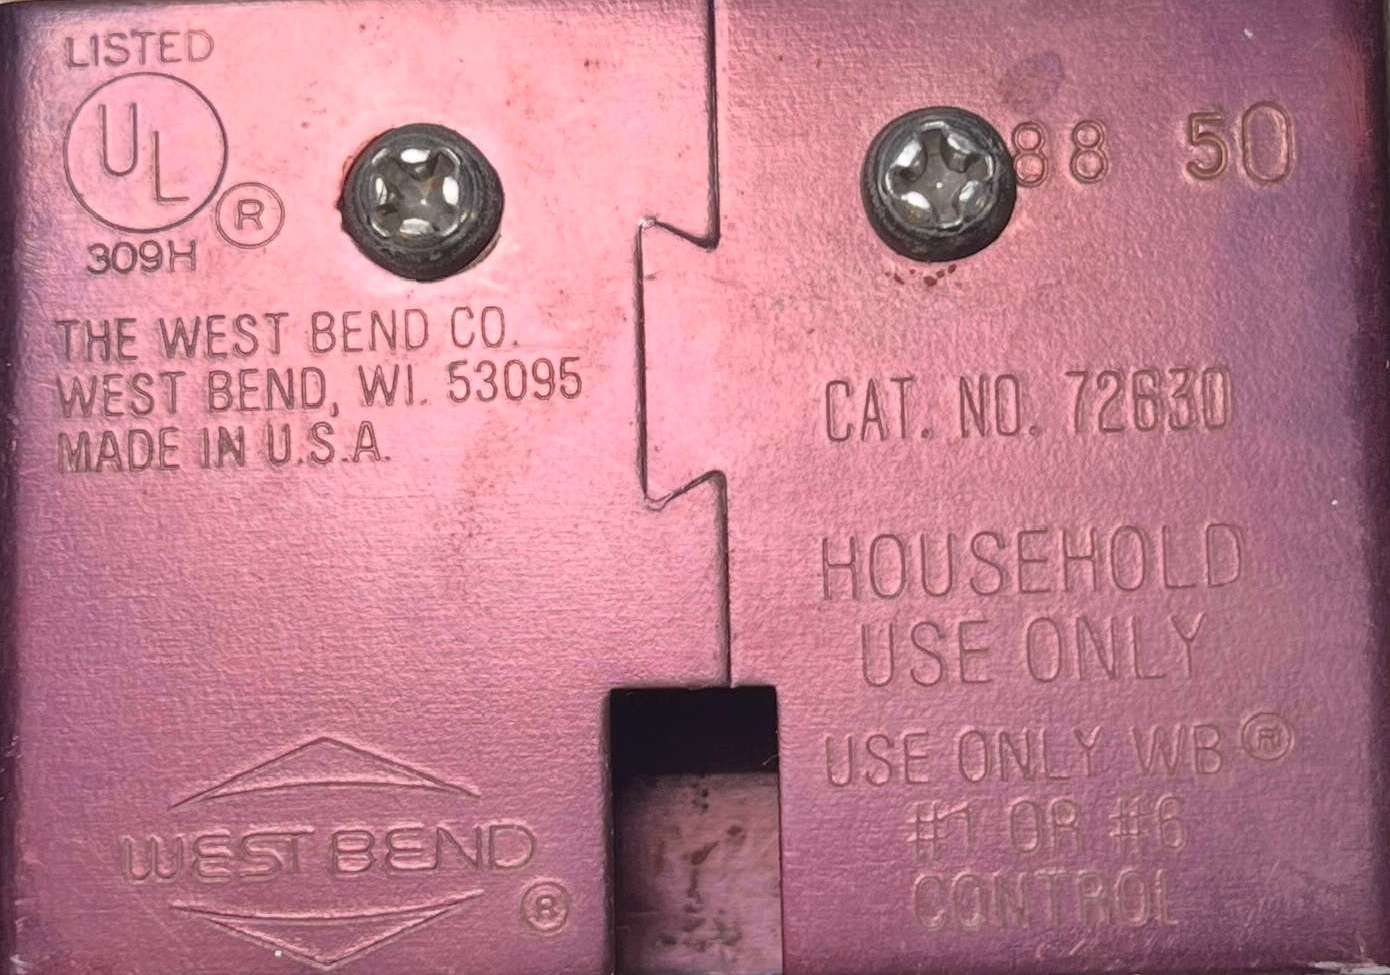 LISTED
UL ®
309H
THE WEST BEND CO.
WEST BEND, WI. 53095
MADE IN U.S.A.
WEST BEND ®
88 50
CAT. NO. 72630
HOUSEHOLD
USE ONLY
USE ONLY WB®
#1 OR #6
CONTROL